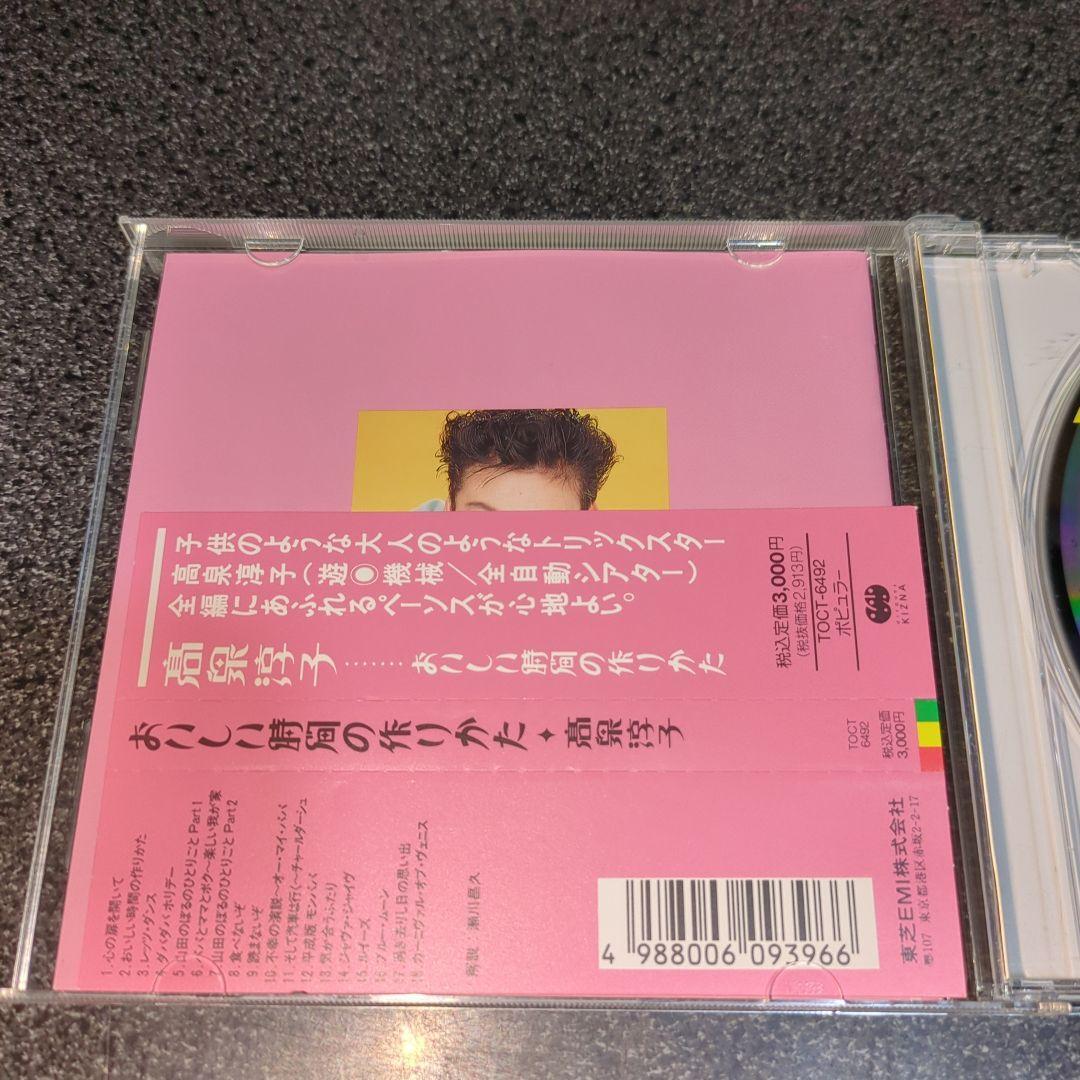 子供のような大人のようなトリックスター
高泉淳子(遊◉機械/全自動シアター)
全編にあふれるペーソスが心地よい。
高泉淳子……おいしい時間の作りかた
税込定価3,000円
(税抜価格2,913円)
TOCT-6492
ポピュラー
KIZNA
おいしい時間の作りかた✦高泉淳子
TOCT
6492
税込定価
3,000円
1. 心の扉を開いて
2. おいしい時間の作りかた
3. レッツ・ダンス
4. ダバダバ ホリデー
5. 山田のぼるのひとりごと Part 1
6. パパとママとボク〜楽しい我が家
7. 山田のぼるのひとりごと Part 2
8. 食べないぞ
9. 読まないぞ
10. 不幸の演説〜オー・マイ・パパ
11. そして汽車は行く〜チャールダーシュ
12. 平成版 モンパパ
13. 気が合うふたり
14. ジャヴァ・ジャイヴ
15. ルイーズ
16. ブルー・ムーン
17. 過ぎ去りし日の思い出
18. カーニヴァル・オブ・ヴェニス
解説 瀬川昌久
4 988006 093966
東芝EMI株式会社
〠107 東京都港区赤坂2-2-17